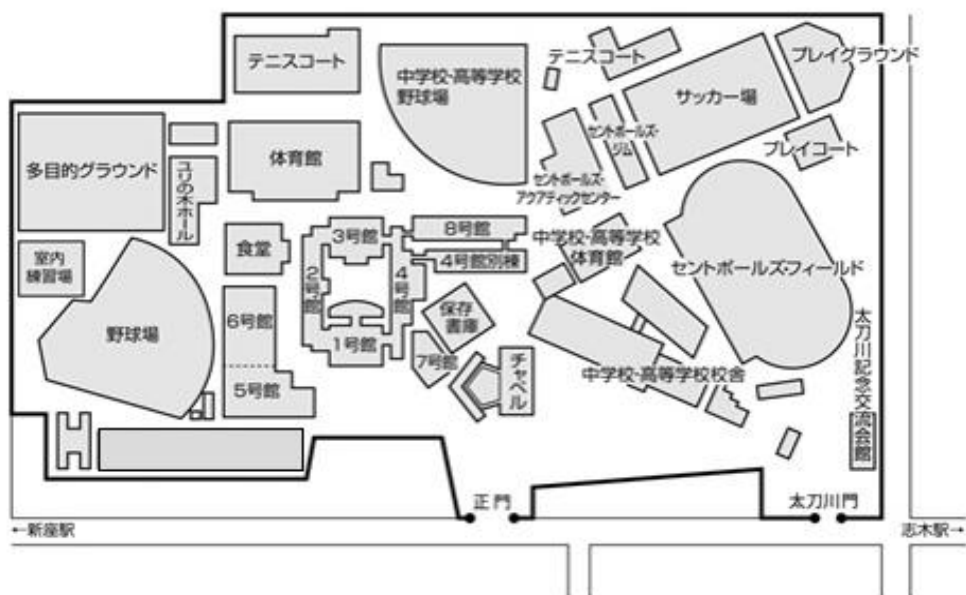 テニスコート
中学校・高等学校
野球場
テニスコート
プレイグラウンド
サッカー場
セントポールズ・
ジム
プレイコート
多目的グラウンド
ユリの木ホール
体育館
セントポールズ・
アクアティックセンター
食堂
3号館
8号館
4号館別棟
中学校・高等学校
体育館
セントポールズ・フィールド
室内
練習場
2号館
4号館
保存
書庫
野球場
6号館
1号館
7号館
チャペル
中学校・高等学校校舎
太刀川記念交流会館
5号館
正門
太刀川門
←新座駅
志木駅→